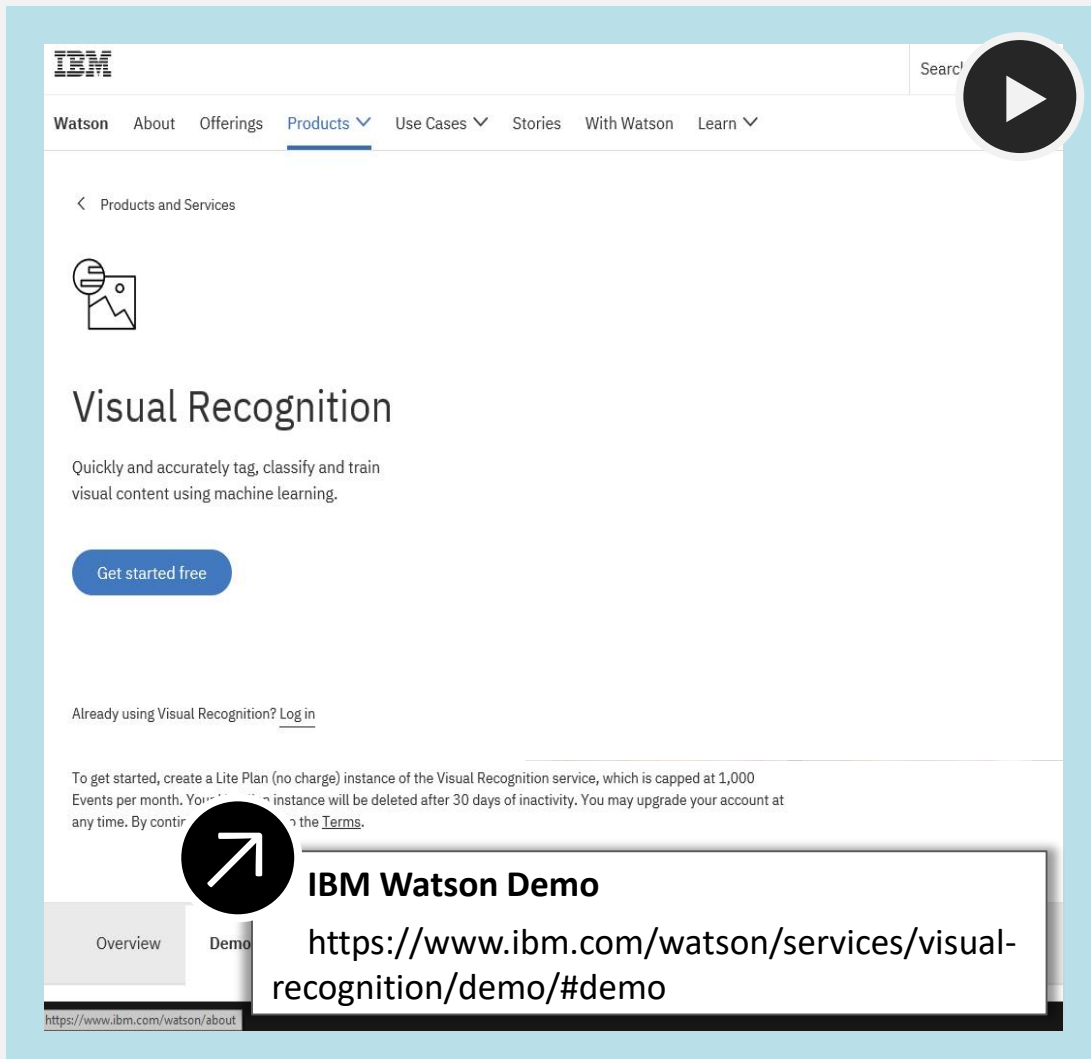 IBM
Search
Watson About Offerings Products Use Cases Stories With Watson Learn
Products and Services
Visual Recognition
Quickly and accurately tag, classify and train
visual content using machine learning.
Get started free
Already using Visual Recognition? Log in
To get started, create a Lite Plan (no charge) instance of the Visual Recognition service, which is capped at 1,000
Events per month. instance will be deleted after 30 days of inactivity. You may upgrade your account at
any time. By the Terms.
IBM Watson Demo
Overview Demo
https://www.ibm.com/watson/services/visual-
recognition/demo/#demo
https://www.ibm.com/watson/about